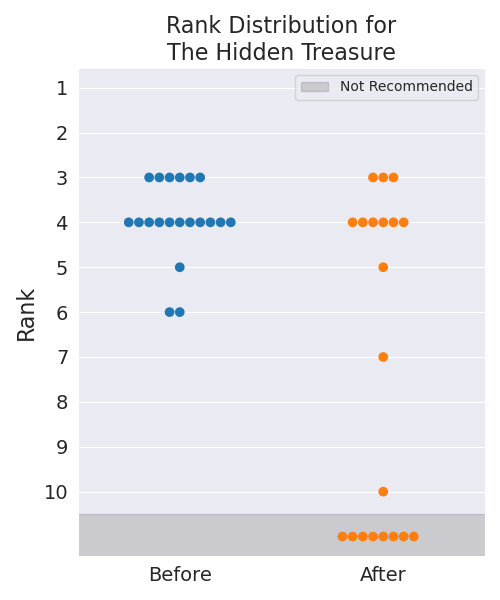 Rank Distribution for
The Hidden Treasure
Not Recommended
1
2
3
4
5
6
7
8
9
10
Rank
Before
After